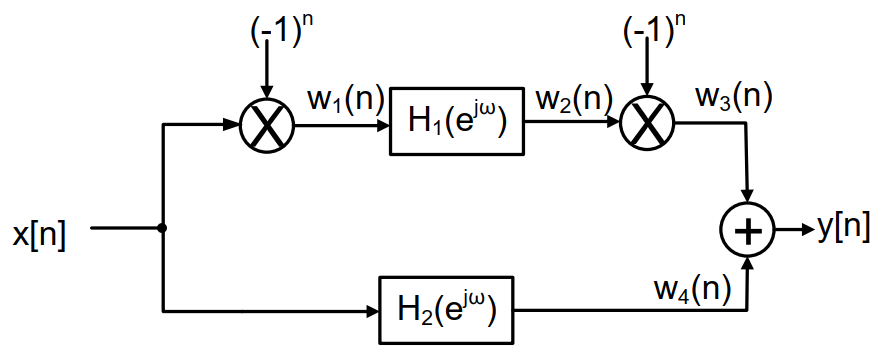 (-1)ⁿ
(-1)ⁿ
w₁(n)
H₁(e^jω)
w₂(n)
w₃(n)
x[n]
+
y[n]
H₂(e^jω)
w₄(n)